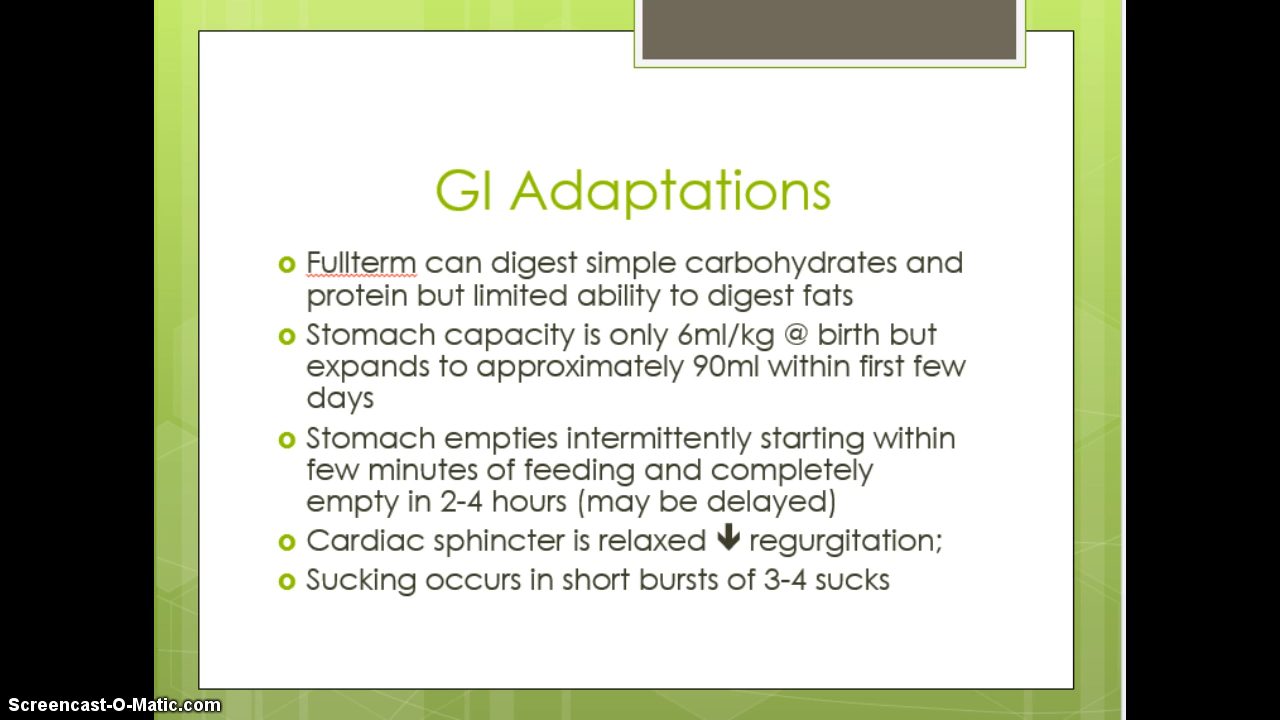 GI Adaptations
o Fullterm can digest simple carbohydrates and
protein but limited ability to digest fats
o Stomach capacity is only 6ml/kg @ birth but
expands to approximately 90ml within first few
days
o Stomach empties intermittently starting within
few minutes of feeding and completely
empty in 2-4 hours (may be delayed)
o Cardiac sphincter is relaxed 🡻 regurgitation;
o Sucking occurs in short bursts of 3-4 sucks
Screencast-O-Matic.com